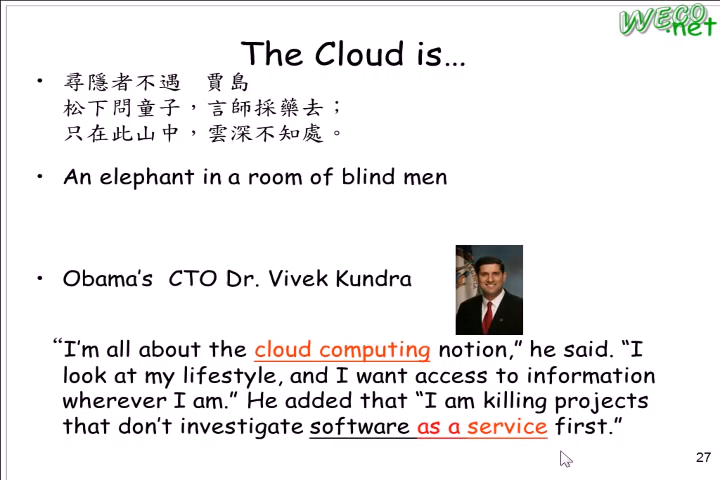 WECO.net
The Cloud is…
• 尋隱者不遇 賈島
松下問童子，言師採藥去；
只在此山中，雲深不知處。
• An elephant in a room of blind men
• Obama’s CTO Dr. Vivek Kundra
“I’m all about the cloud computing notion,” he said. “I
look at my lifestyle, and I want access to information
wherever I am.” He added that “I am killing projects
that don’t investigate software as a service first.”
27